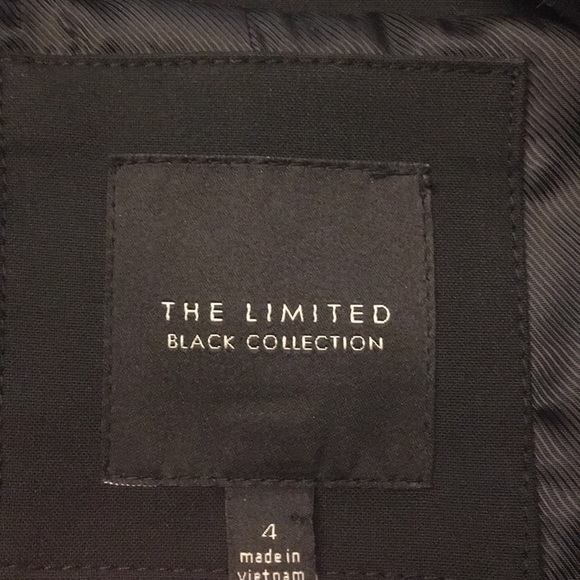 THE LIMITED
BLACK COLLECTION
4
made in
vietnam